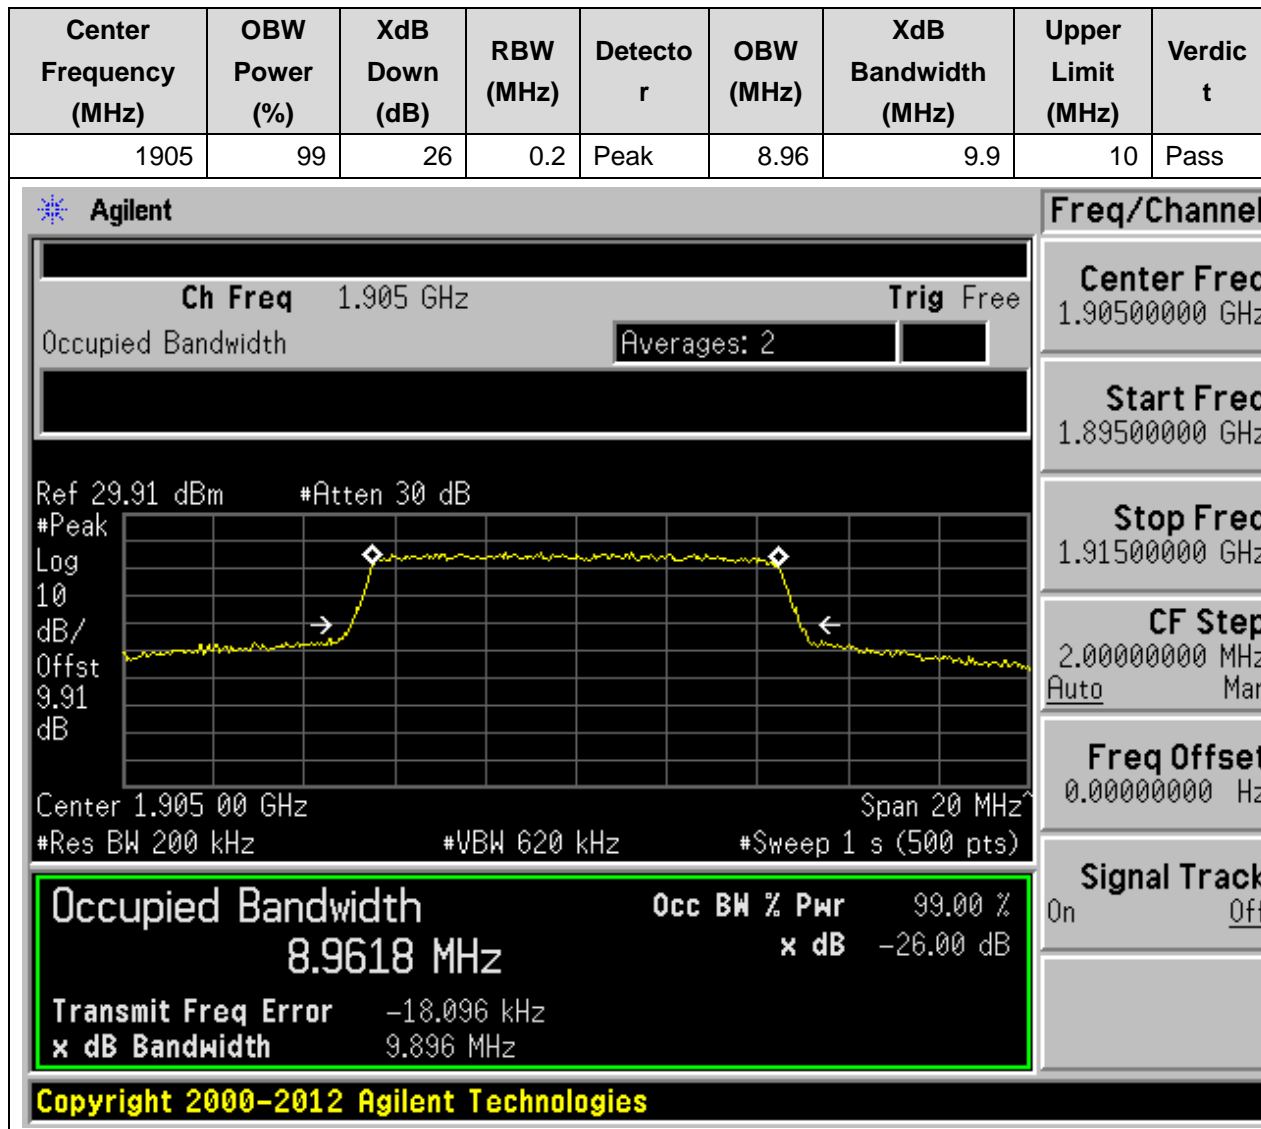 Center Frequency (MHz) OBW Power (%) XdB Down (dB) RBW (MHz) Detecto r OBW (MHz) XdB Bandwidth (MHz) Upper Limit (MHz) Verdic t
1905 99 26 0.2 Peak 8.96 9.9 10 Pass
Agilent
Freq/Channel
Ch Freq 1.905 GHz Trig Free
Occupied Bandwidth Averages: 2
Center Freq
1.90500000 GHz
Start Freq
1.89500000 GHz
Stop Freq
1.91500000 GHz
CF Step
2.00000000 MHz
Auto Man
Freq Offset
0.00000000 Hz
Signal Track
On Off
Ref 29.91 dBm #Atten 30 dB
#Peak
Log
10
dB/
Offst
9.91
dB
Center 1.905 00 GHz Span 20 MHz^
#Res BW 200 kHz #VBW 620 kHz #Sweep 1 s (500 pts)
Occupied Bandwidth Occ BW % Pwr 99.00 %
8.9618 MHz x dB -26.00 dB
Transmit Freq Error -18.096 kHz
x dB Bandwidth 9.896 MHz
Copyright 2000-2012 Agilent Technologies